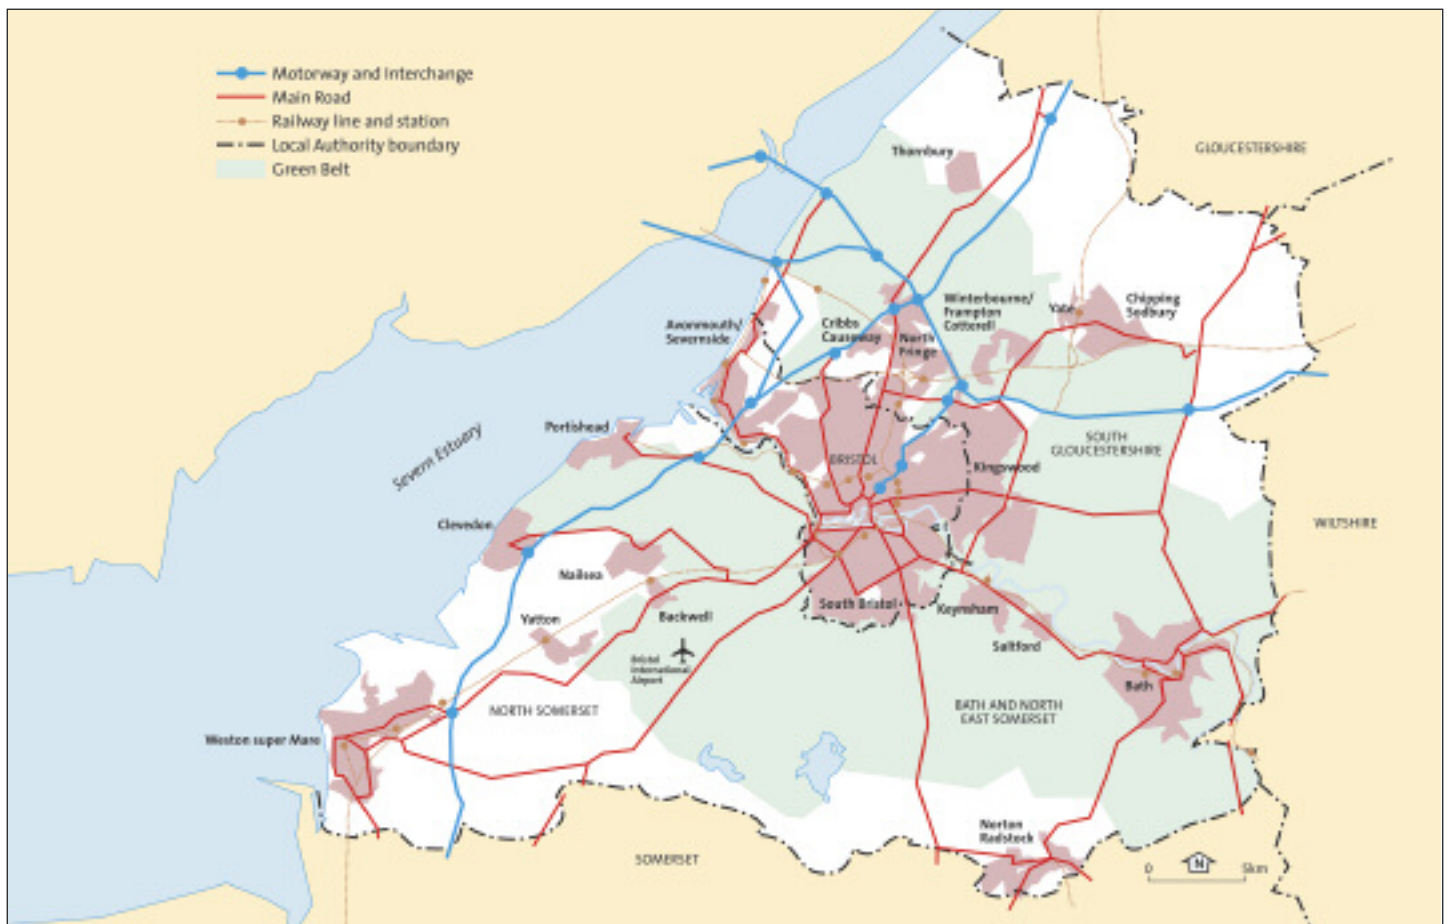 Motorway and Interchange
Main Road
Railway line and station
Local Authority boundary
Green Belt
GLOUCESTERSHIRE
Thornbury
Winterbourne/
Frampton
Cotterell
Yate
Chipping
Sodbury
Avonmouth/
Severnside
Cribbs
Causeway
North
Fringe
Portishead
Severn Estuary
BRISTOL
Kingswood
SOUTH
GLOUCESTERSHIRE
WILTSHIRE
Clevedon
Nailsea
Backwell
Yatton
South Bristol
Keynsham
Saltford
Bristol
International
Airport
Bath
NORTH SOMERSET
BATH AND NORTH
EAST SOMERSET
Weston super Mare
Norton
Radstock
SOMERSET
0 N 5km